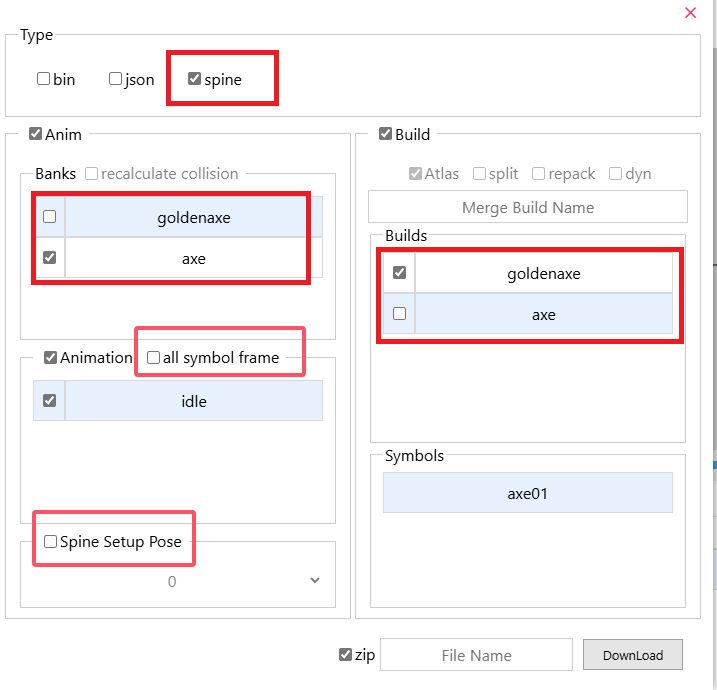 Type
bin json spine
Anim
Banks recalculate collision
goldenaxe
axe
Animation all symbol frame
idle
Spine Setup Pose
0
Build
Atlas split repack dyn
Merge Build Name
Builds
goldenaxe
axe
Symbols
axe01
zip File Name DownLoad